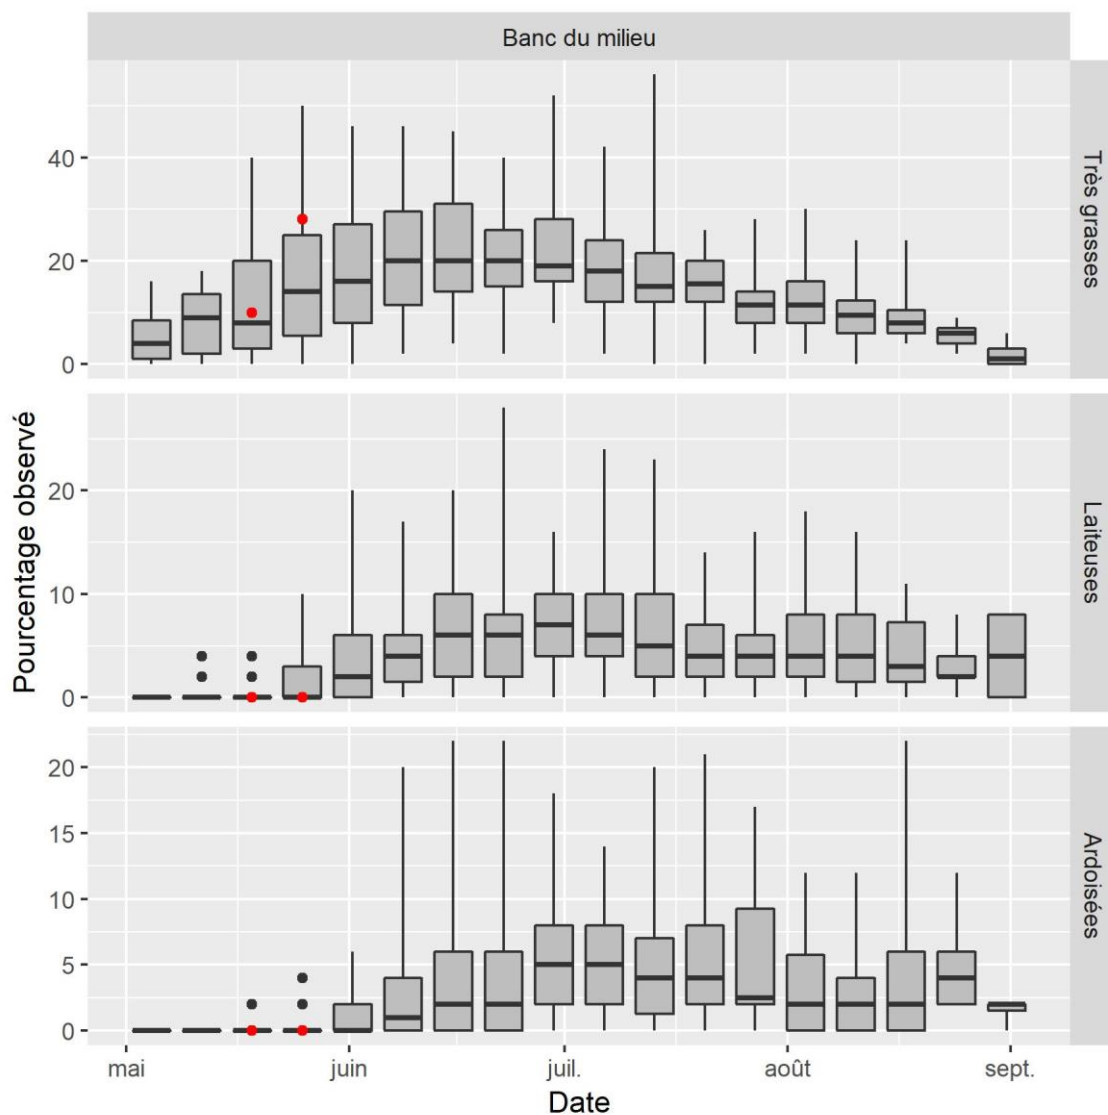 Banc du milieu
Pourcentage observé
40
20
0
Très grasses
20
10
0
Laiteuses
20
15
10
5
0
Ardoisées
mai
juin
juil.
août
sept.
Date